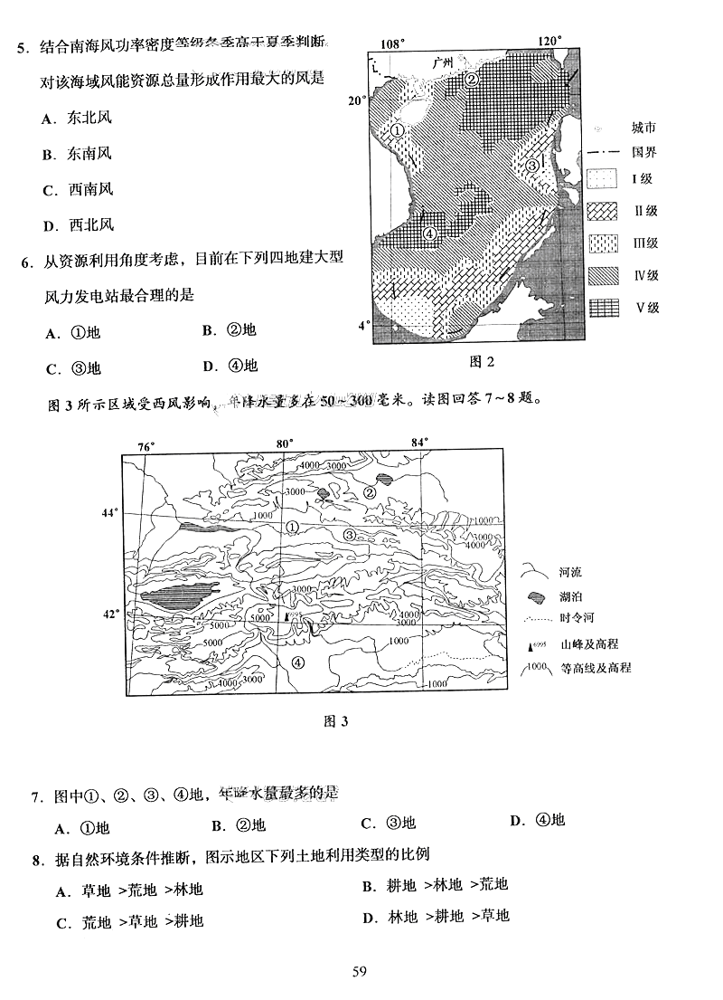 5．结合南海风功率密度等级冬季高于夏季判断
对该海域风能资源总量形成作用最大的风是
A．东北风
B．东南风
C．西南风
D．西北风
6．从资源利用角度考虑，目前在下列四地建大型
风力发电站最合理的是
A．①地 B．②地
C．③地 D．④地
108° 120°
广州
②
20°
①
③
④
4°
城市
国界
Ⅰ级
Ⅱ级
Ⅲ级
Ⅳ级
Ⅴ级
图 2
图 3 所示区域受西风影响，年降水量多在 50～300 毫米。读图回答 7～8 题。
76° 80° 84°
4000 3000
3000 ②
44° 1000 ① 1000
③ 3000
4000
3000
42° 5000 6995 4000
5000 3000
5000 1000
④
4000 3000 1000
河流
湖泊
时令河
6995 山峰及高程
1000 等高线及高程
图 3
7．图中①、②、③、④地，年降水量最多的是
A．①地 B．②地 C．③地 D．④地
8．据自然环境条件推断，图示地区下列土地利用类型的比例
A．草地 >荒地 >林地 B．耕地 >林地 >荒地
C．荒地 >草地 >耕地 D．林地 >耕地 >草地
59